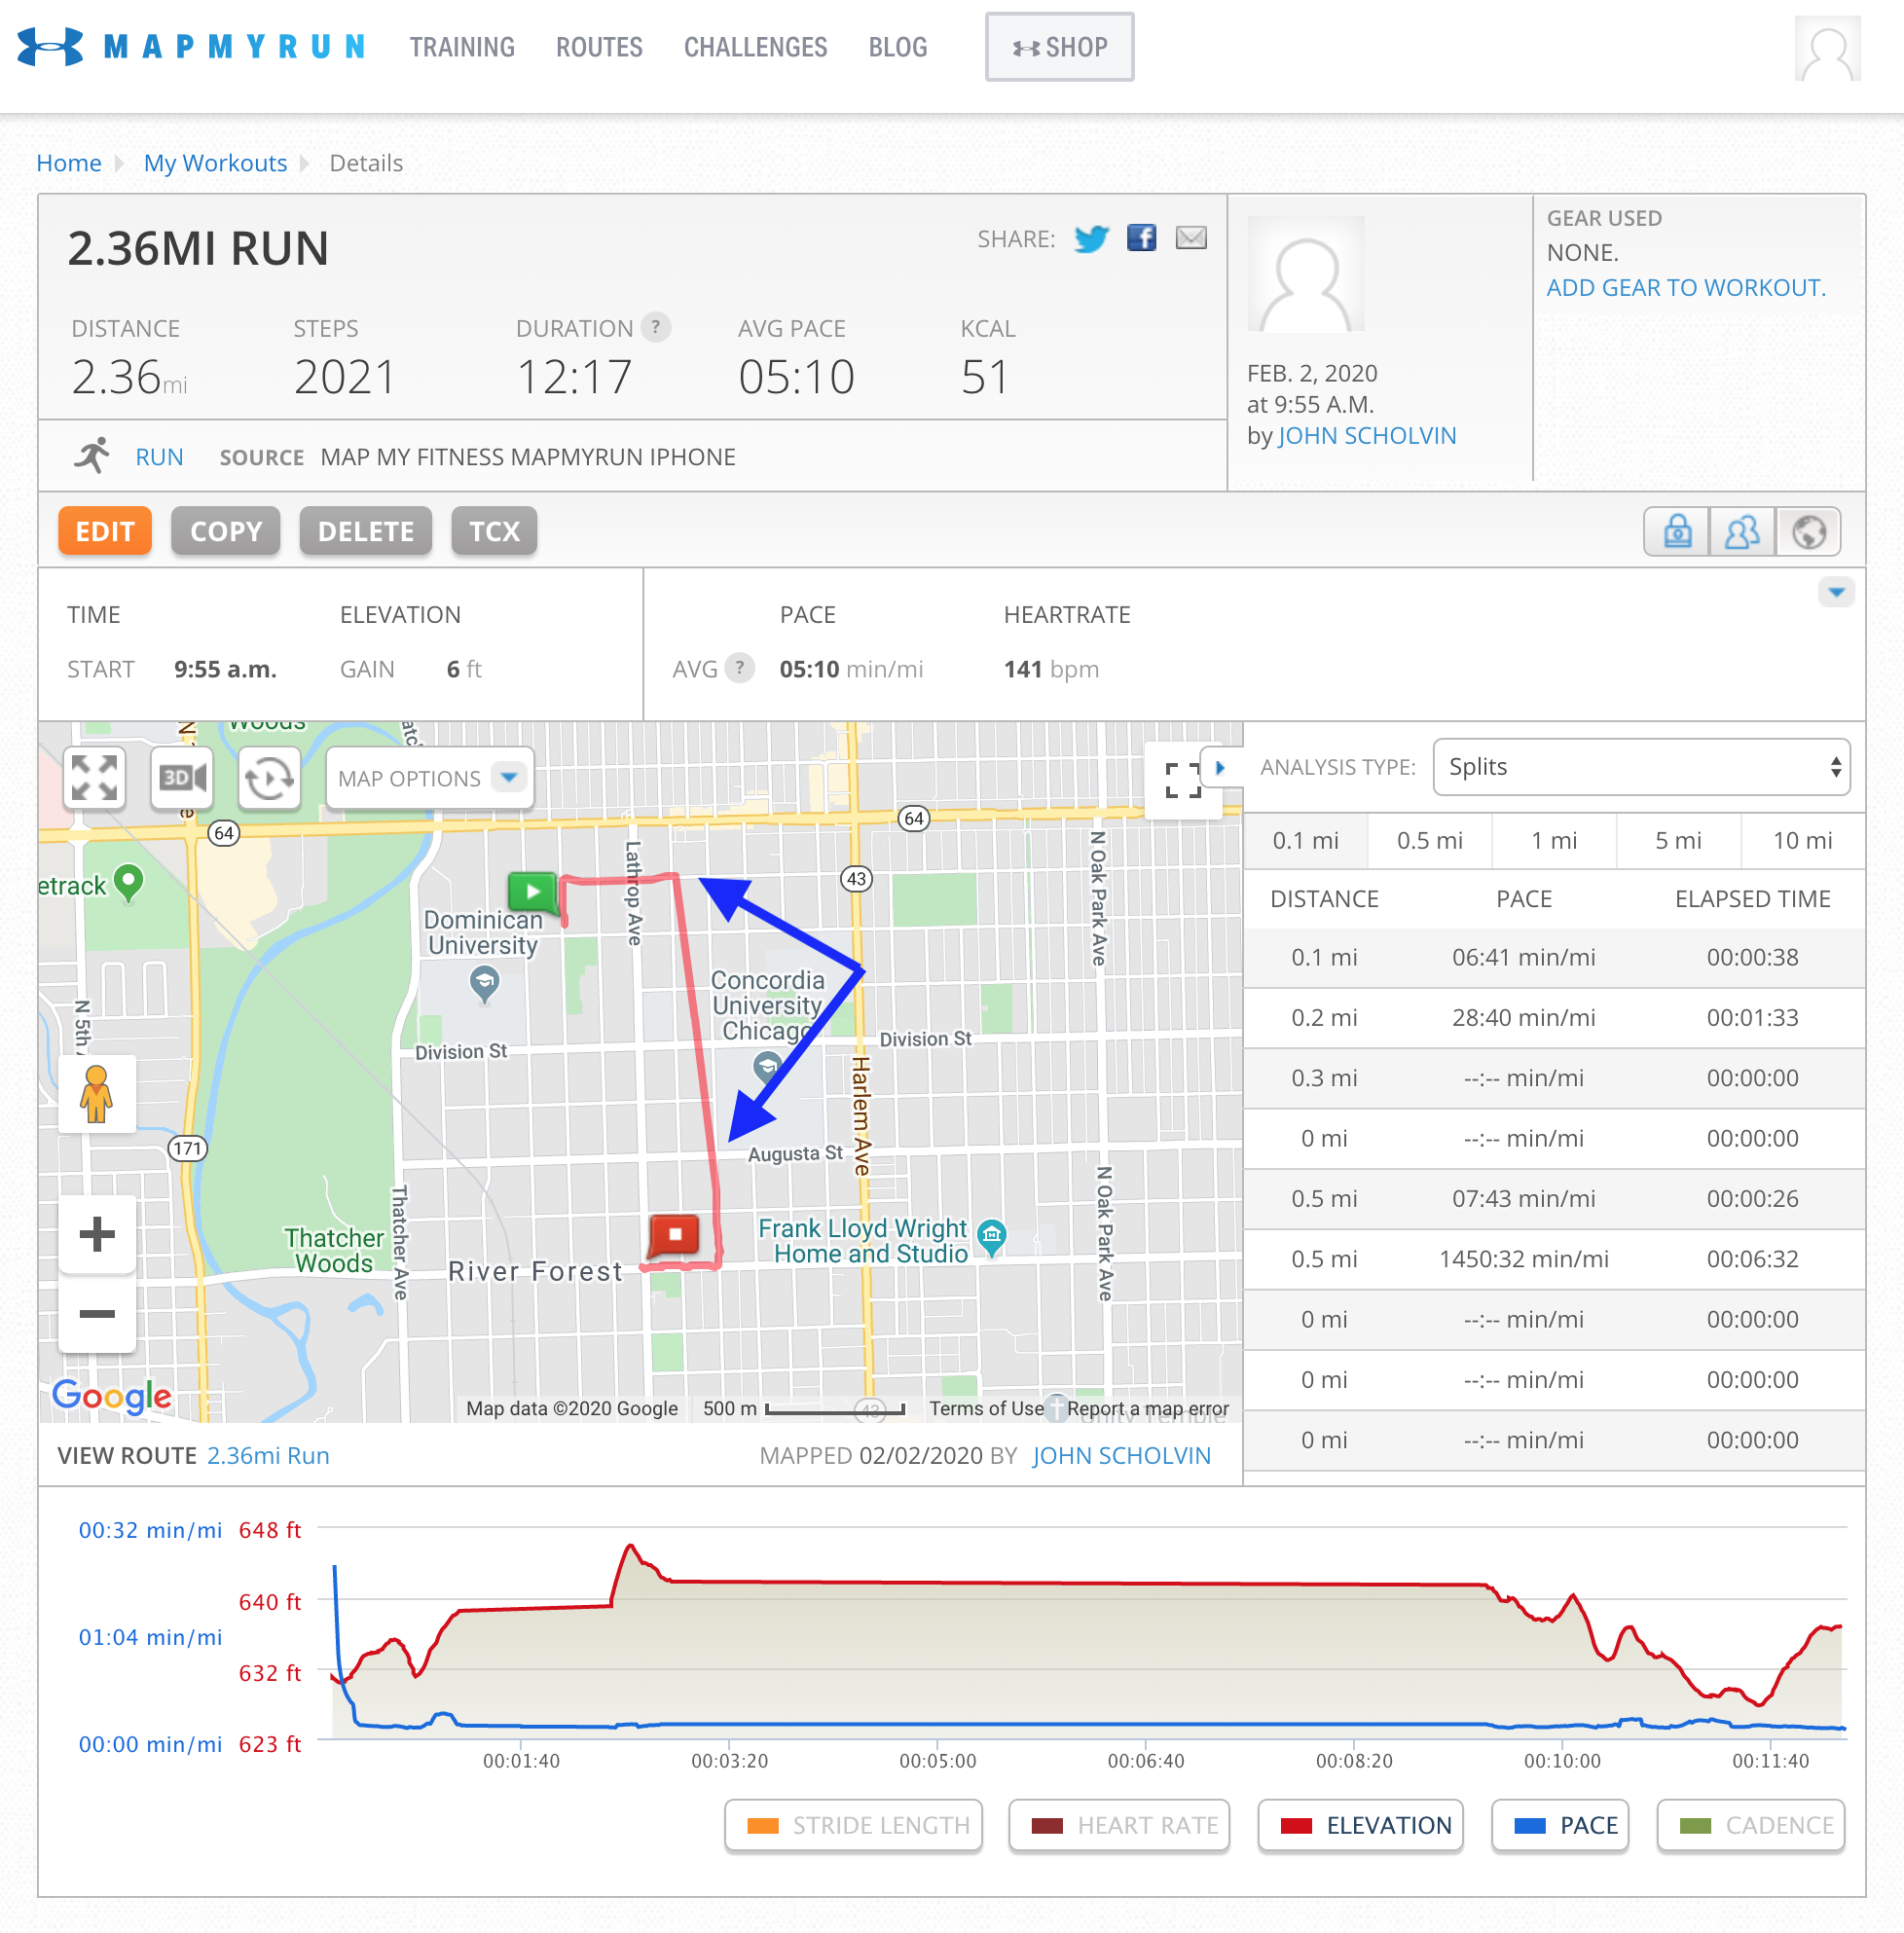 MAPMYRUN TRAINING ROUTES CHALLENGES BLOG SHOP
Home My Workouts Details
2.36MI RUN
SHARE:
DISTANCE STEPS DURATION ? AVG PACE KCAL
2.36mi 2021 12:17 05:10 51
RUN SOURCE MAP MY FITNESS MAPMYRUN IPHONE
FEB. 2, 2020
at 9:55 A.M.
by JOHN SCHOLVIN
GEAR USED
NONE.
ADD GEAR TO WORKOUT.
EDIT COPY DELETE TCX
TIME ELEVATION PACE HEARTRATE
START 9:55 a.m. GAIN 6 ft AVG ? 05:10 min/mi 141 bpm
Woods
3D
MAP OPTIONS
64
64
43
etrack
Lathrop Ave
N Oak Park Ave
Dominican
University
Concordia
University
Chicago
N 5th
Division St
Division St
Harlem Ave
171
Augusta St
Thatcher Ave
N Oak Park Ave
Thatcher
Woods
River Forest
Frank Lloyd Wright
Home and Studio
Google
43
Unity Temple
Map data ©2020 Google 500 m Terms of Use Report a map error
VIEW ROUTE 2.36mi Run MAPPED 02/02/2020 BY JOHN SCHOLVIN
ANALYSIS TYPE: Splits
0.1 mi 0.5 mi 1 mi 5 mi 10 mi
DISTANCE PACE ELAPSED TIME
0.1 mi 06:41 min/mi 00:00:38
0.2 mi 28:40 min/mi 00:01:33
0.3 mi --:-- min/mi 00:00:00
0 mi --:-- min/mi 00:00:00
0.5 mi 07:43 min/mi 00:00:26
0.5 mi 1450:32 min/mi 00:06:32
0 mi --:-- min/mi 00:00:00
0 mi --:-- min/mi 00:00:00
0 mi --:-- min/mi 00:00:00
00:32 min/mi 648 ft
640 ft
01:04 min/mi
632 ft
00:00 min/mi 623 ft
00:01:40 00:03:20 00:05:00 00:06:40 00:08:20 00:10:00 00:11:40
STRIDE LENGTH HEART RATE ELEVATION PACE CADENCE